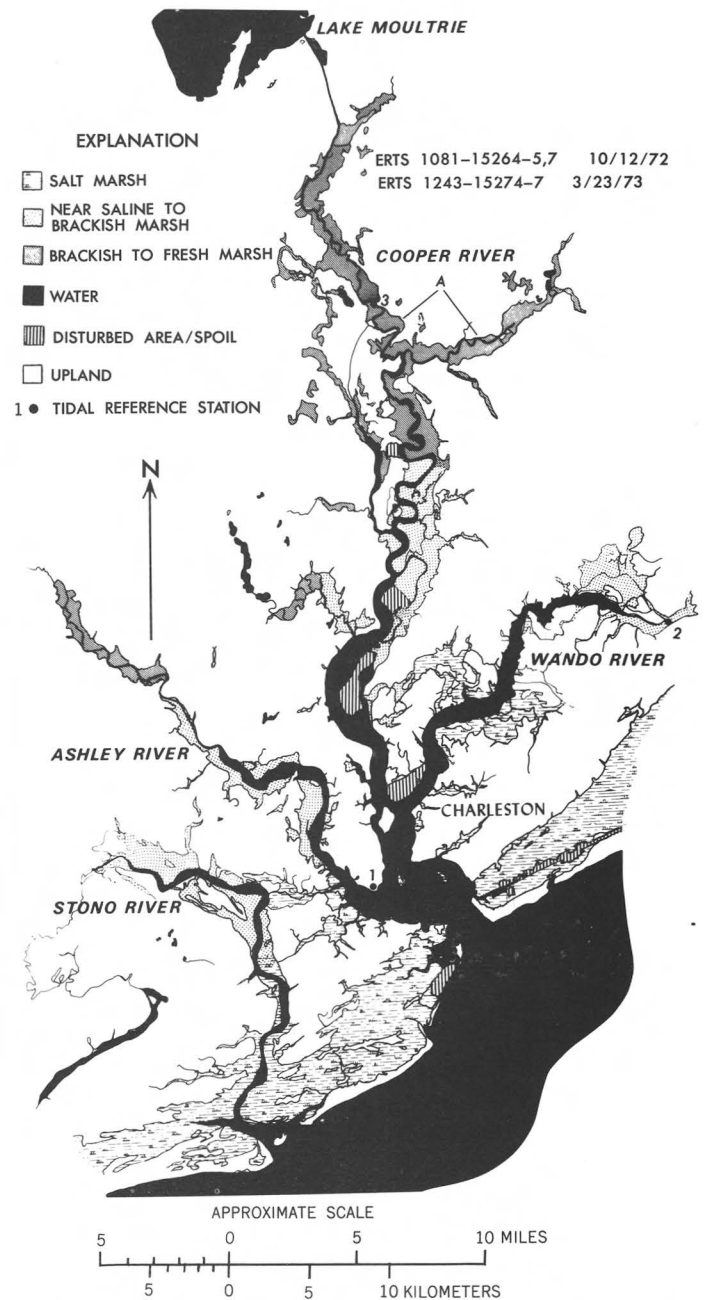 LAKE MOULTRIE
EXPLANATION
SALT MARSH
NEAR SALINE TO
BRACKISH MARSH
BRACKISH TO FRESH MARSH
WATER
DISTURBED AREA/SPOIL
UPLAND
1 ● TIDAL REFERENCE STATION
ERTS 1081–15264–5,7 10/12/72
ERTS 1243–15274–7 3/23/73
COOPER RIVER
A
3
N
2
WANDO RIVER
ASHLEY RIVER
CHARLESTON
1
STONO RIVER
APPROXIMATE SCALE
5 0 5 10 MILES
5 0 5 10 KILOMETERS